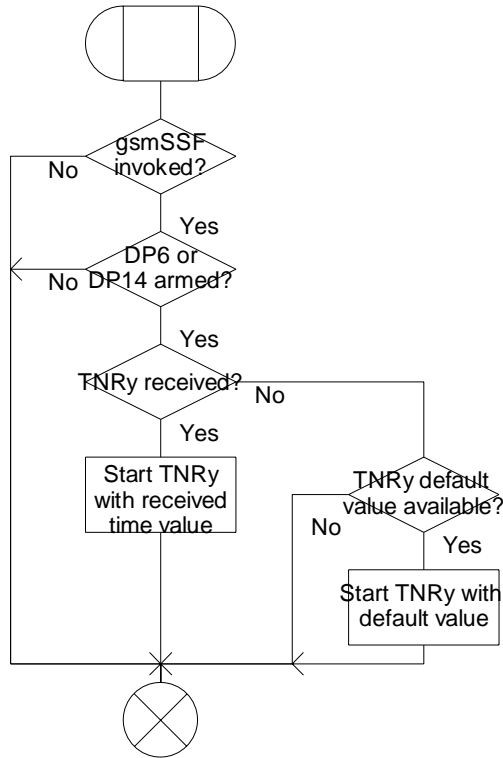 gsmSSF
invoked?
No
Yes
DP6 or
DP14 armed?
No
Yes
TNRy received?
No
Yes
Start TNRy
with received
time value
TNRy default
value available?
No
Yes
Start TNRy with
default value